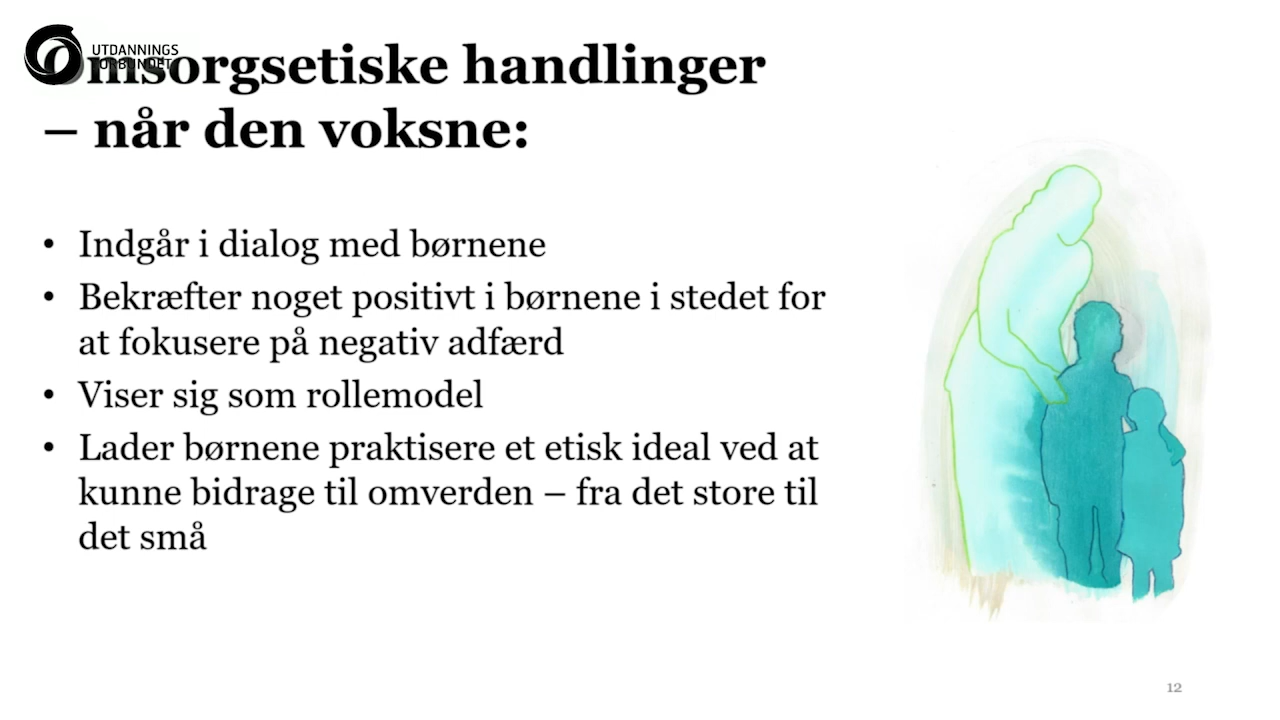 UTDANNINGS
FORBUNDET
Omsorgsetiske handlinger
– når den voksne:
• Indgår i dialog med børnene
• Bekræfter noget positivt i børnene i stedet for
at fokusere på negativ adfærd
• Viser sig som rollemodel
• Lader børnene praktisere et etisk ideal ved at
kunne bidrage til omverden – fra det store til
det små
12